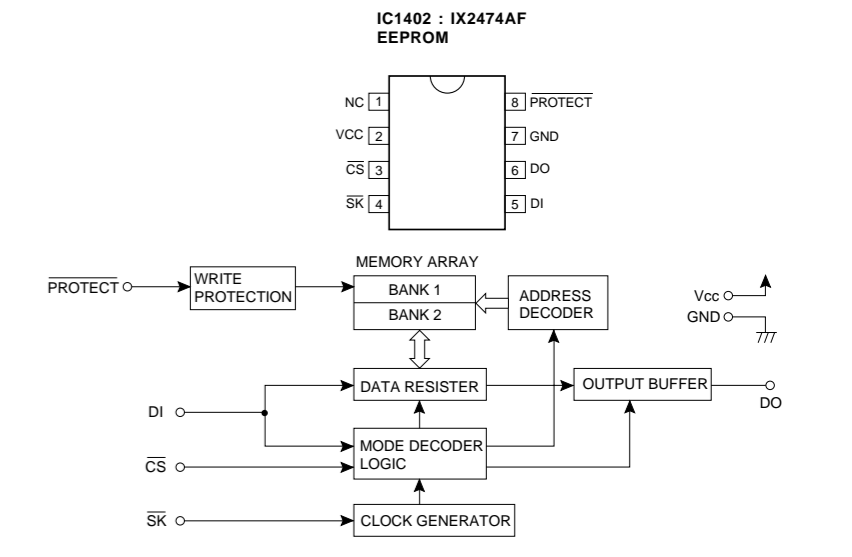 IC1402 : IX2474AF
EEPROM
NC 1
8 PROTECT
VCC 2
7 GND
CS 3
6 DO
SK 4
5 DI
MEMORY ARRAY
PROTECT
WRITE
PROTECTION
BANK 1
BANK 2
ADDRESS
DECODER
Vcc
GND
DATA RESISTER
OUTPUT BUFFER
DO
DI
MODE DECODER
LOGIC
CS
SK
CLOCK GENERATOR